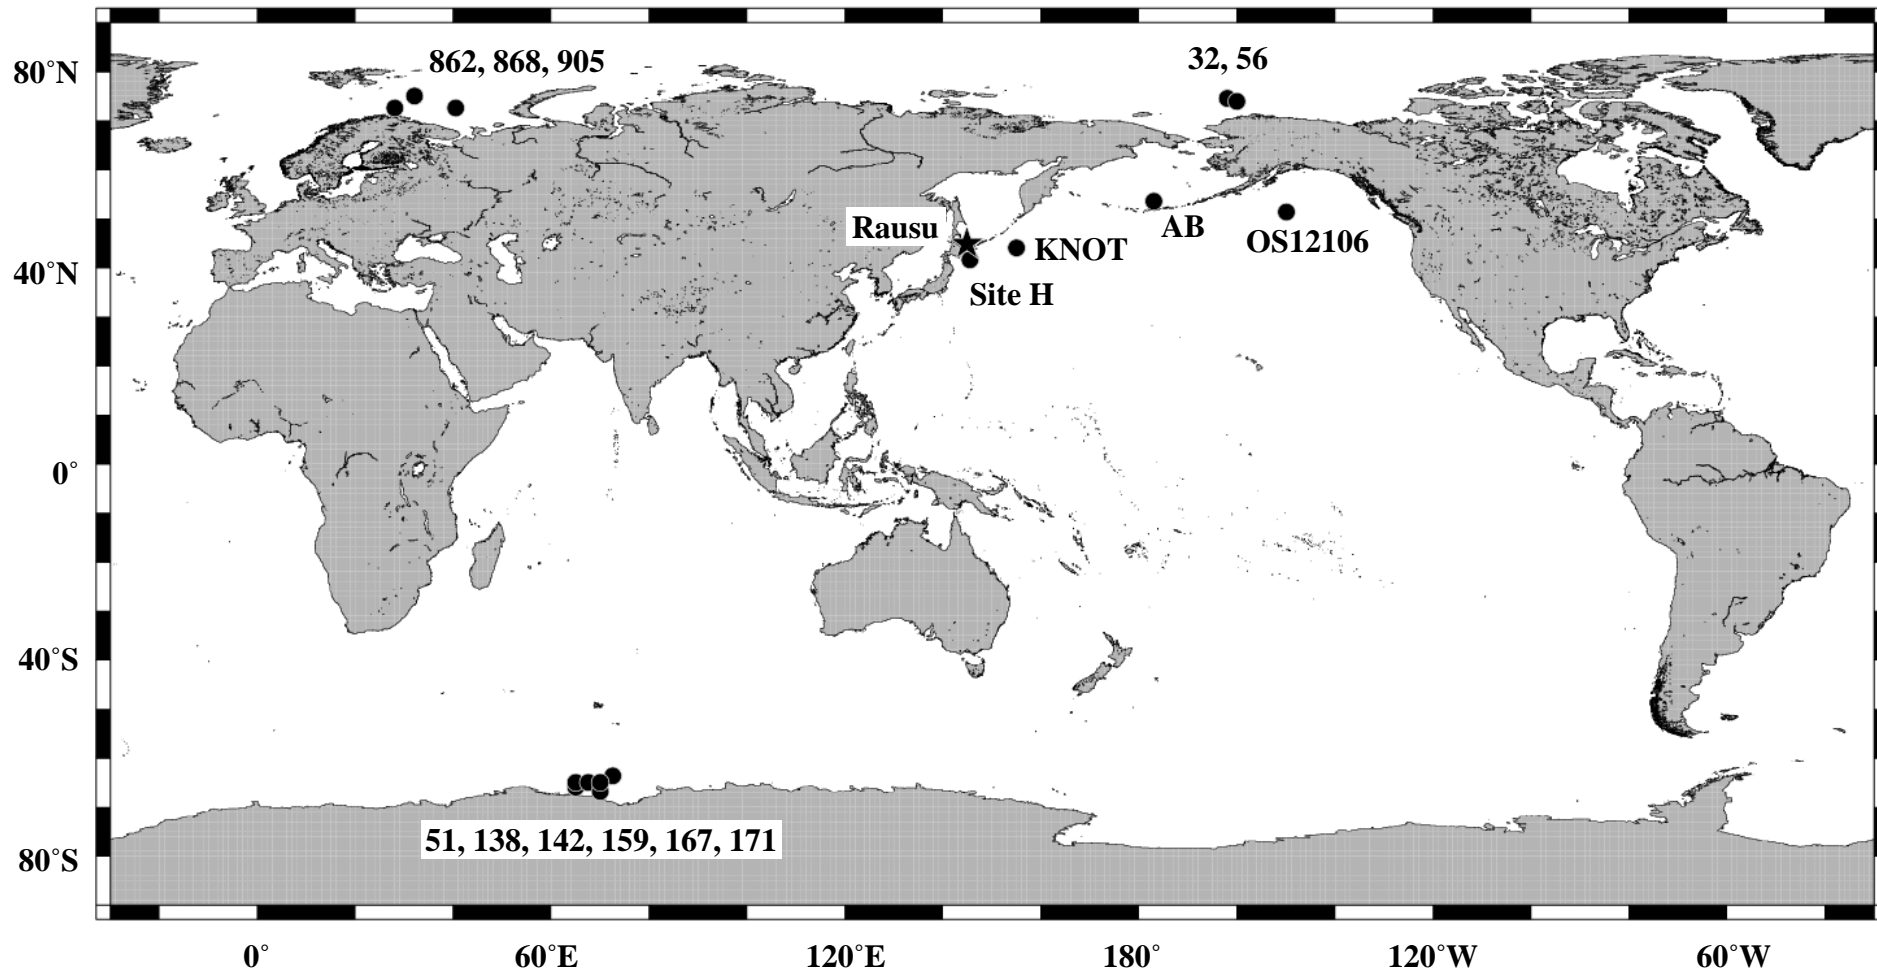 862, 868, 905
32, 56
80°N
Rausu
AB
KNOT
OS12106
40°N
Site H
0°
40°S
51, 138, 142, 159, 167, 171
80°S
0°
60°E
120°E
180°
120°W
60°W